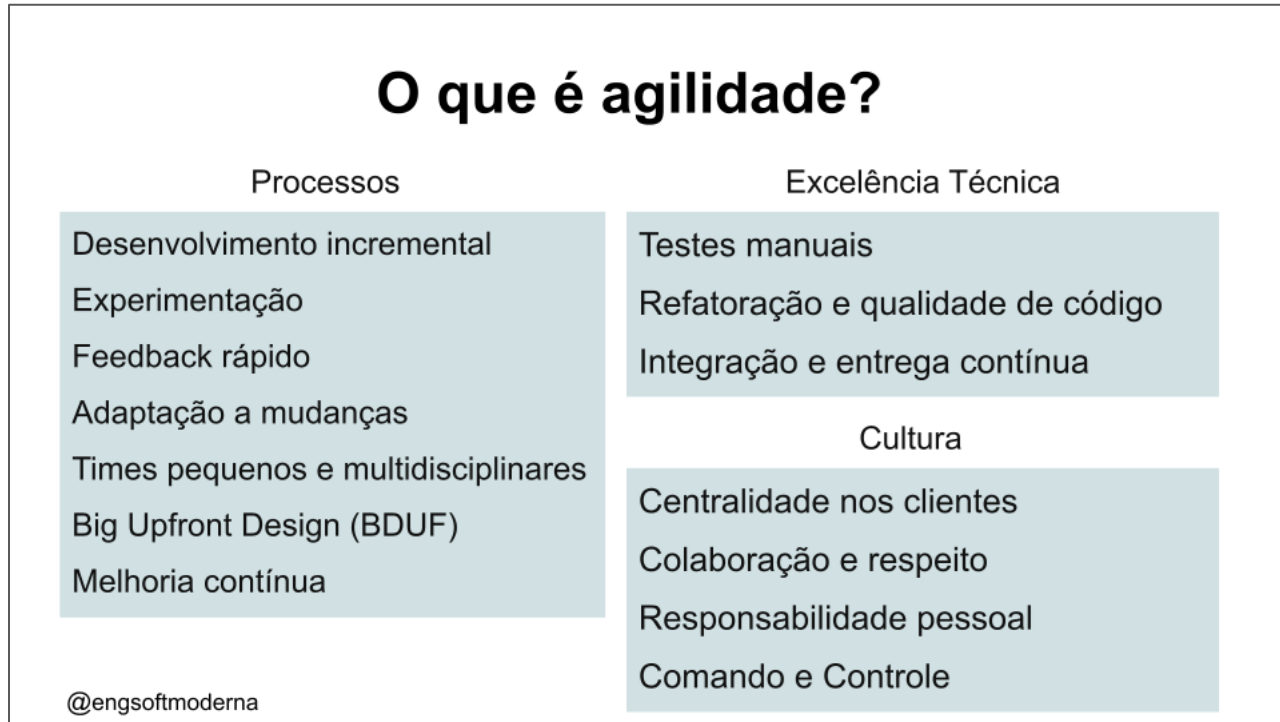 O que é agilidade?
Processos
Desenvolvimento incremental
Experimentação
Feedback rápido
Adaptação a mudanças
Times pequenos e multidisciplinares
Big Upfront Design (BDUF)
Melhoria contínua
Excelência Técnica
Testes manuais
Refatoração e qualidade de código
Integração e entrega contínua
Cultura
Centralidade nos clientes
Colaboração e respeito
Responsabilidade pessoal
Comando e Controle
@engsoftmoderna